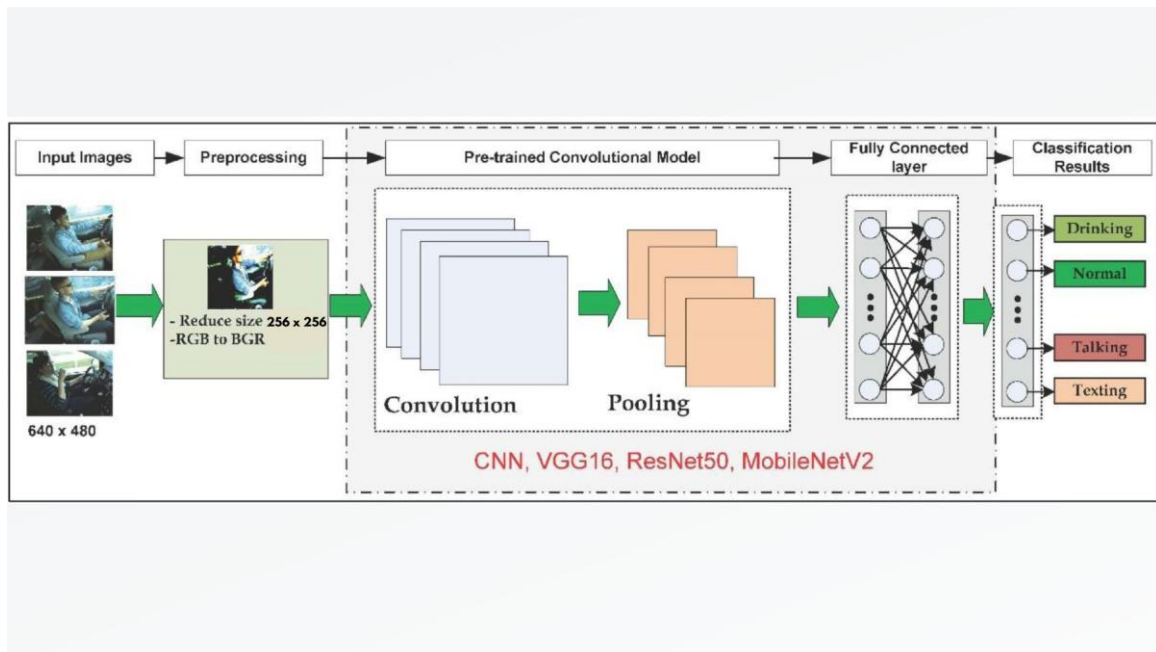 Input Images
Preprocessing
Pre-trained Convolutional Model
Fully Connected
layer
Classification
Results
640 x 480
- Reduce size 256 x 256
-RGB to BGR
Convolution
Pooling
CNN, VGG16, ResNet50, MobileNetV2
Drinking
Normal
Talking
Texting